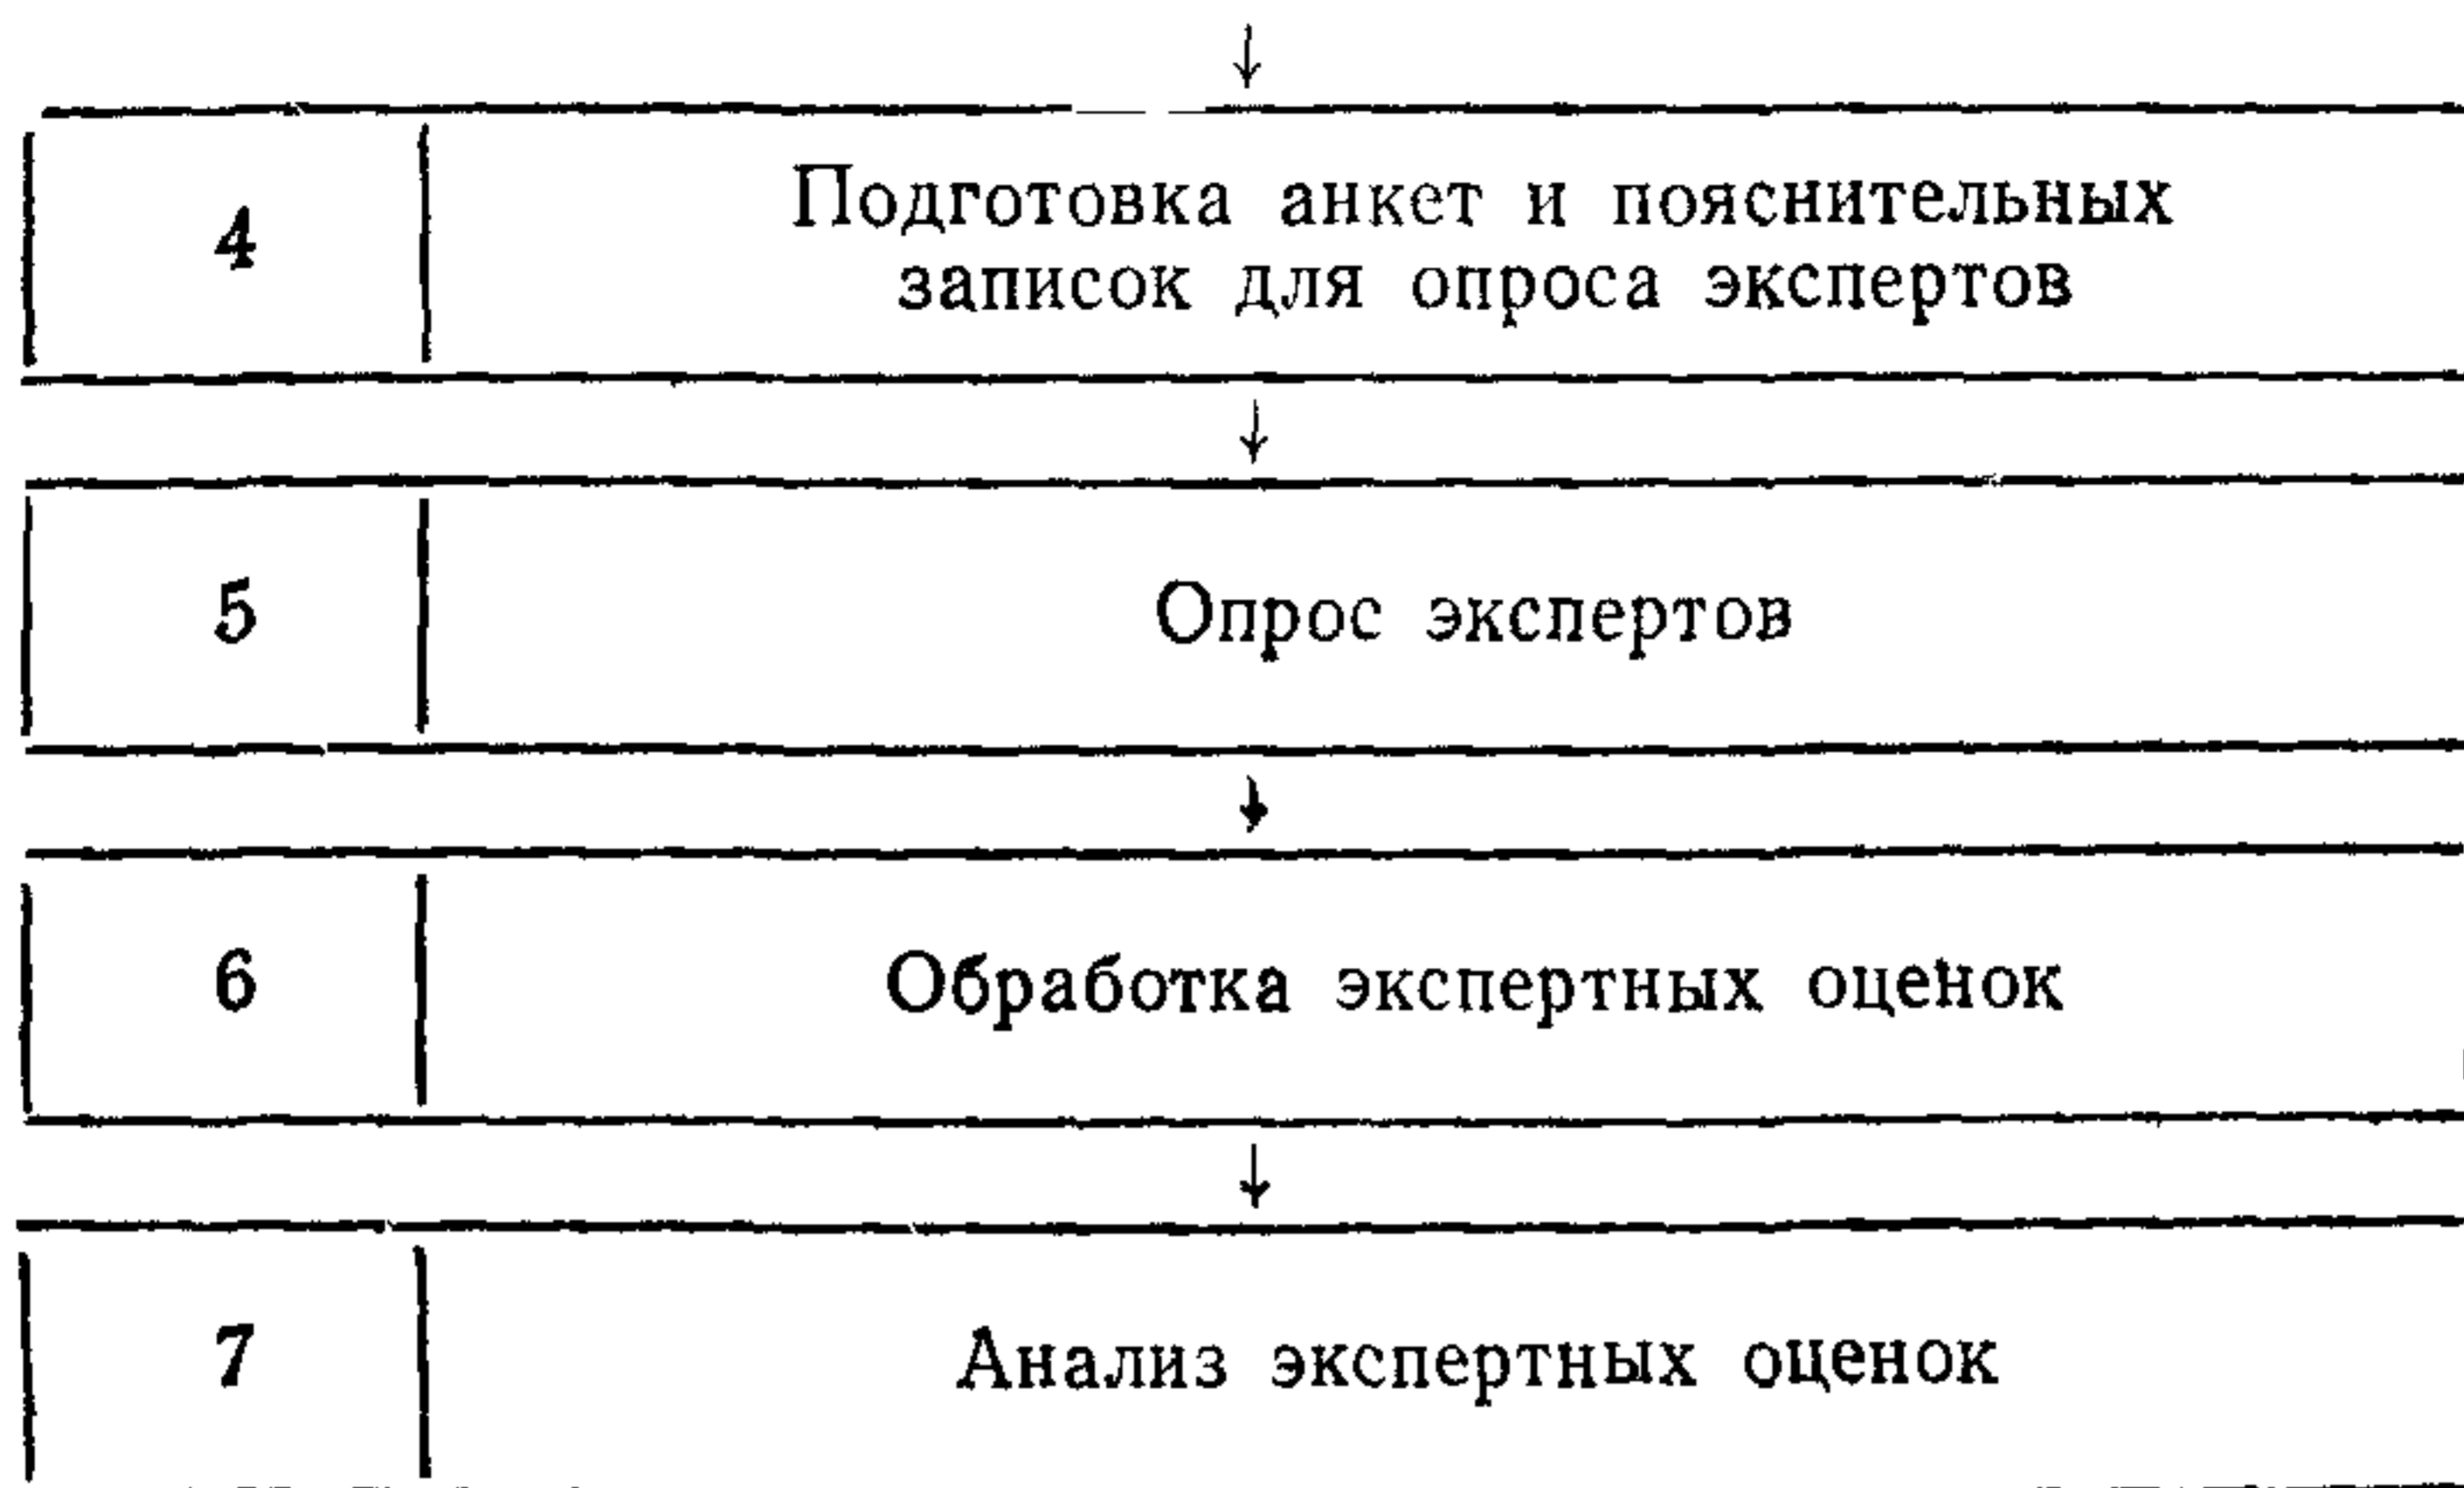 4
Подготовка анкет и пояснительных
записок для опроса экспертов
5
Опрос экспертов
6
Обработка экспертных оценок
7
Анализ экспертных оценок